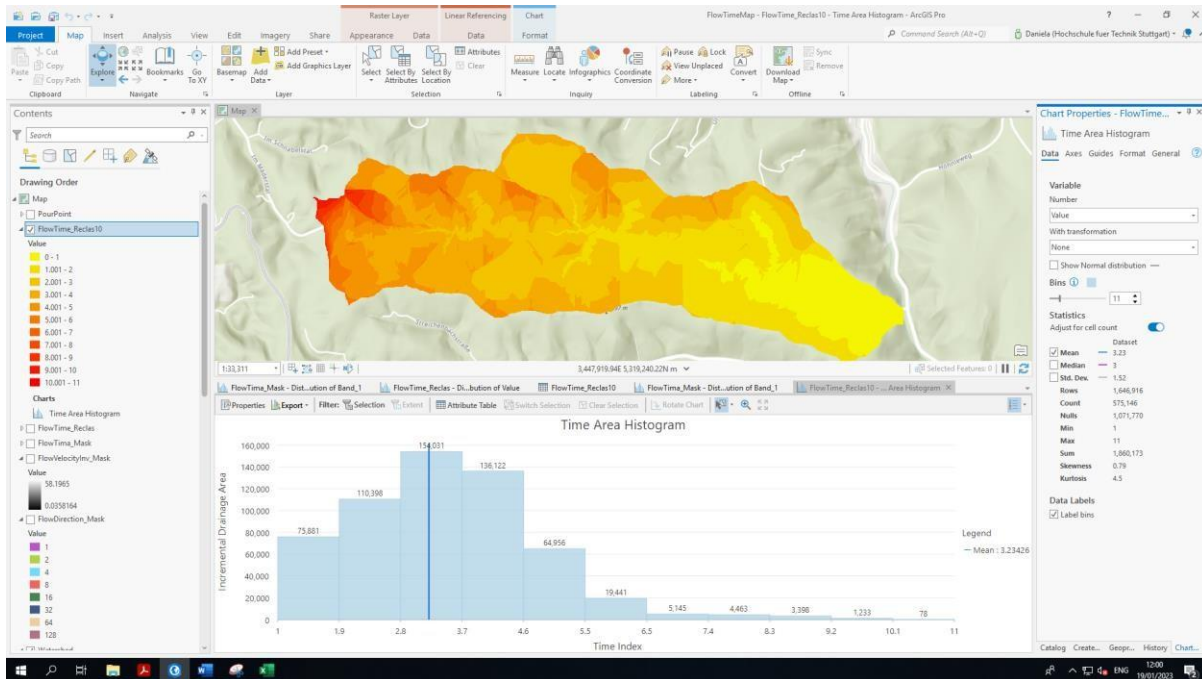 Raster Layer
Linear Referencing
Chart
FlowTimeMap - FlowTime_Reclas10 - Time Area Histogram - ArcGIS Pro
? — X
Project Map Insert Analysis View Edit Imagery Share Appearance Data Data Format
Command Search (Alt+Q)
Daniela (Hochschule fuer Technik Stuttgart)
Paste
Cut
Copy
Copy Path
Clipboard
Explore
Bookmarks
Go To XY
Navigate
Basemap
Add Data
Add Preset
Add Graphics Layer
Layer
Select
Select By Attributes
Select By Location
Attributes
Clear
Selection
Measure
Locate
Infographics
Coordinate Conversion
Inquiry
Pause
Lock
View Unplaced
More
Convert
Labeling
Download Map
Sync
Remove
Offline
Contents
Search
Drawing Order
Map
PourPoint
FlowTime_Reclas10
Value
0 - 1
1.001 - 2
2.001 - 3
3.001 - 4
4.001 - 5
5.001 - 6
6.001 - 7
7.001 - 8
8.001 - 9
9.001 - 10
10.001 - 11
Charts
Time Area Histogram
FlowTime_Reclas
FlowTima_Mask
FlowVelocityInv_Mask
Value
58.1965
0.0358164
FlowDirection_Mask
Value
1
2
4
8
16
32
64
128
Watershed
Map
1:33,311
3,447,919.94E 5,319,240.22N m
Selected Features: 0
FlowTima_Mask - Dist...ution of Band_1
FlowTime_Reclas - Di...bution of Value
FlowTime_Reclas10
FlowTima_Mask - Dist...ution of Band_1
FlowTime_Reclas10 - ... Area Histogram
Properties
Export
Filter:
Selection
Extent
Attribute Table
Switch Selection
Clear Selection
Rotate Chart
Time Area Histogram
Incremental Drainage Area
160,000
140,000
120,000
100,000
80,000
60,000
40,000
20,000
0
75,881
110,398
154,031
136,122
64,956
19,441
5,145
4,463
3,398
1,233
78
1 1.9 2.8 3.7 4.6 5.5 6.5 7.4 8.3 9.2 10.1 11
Time Index
Legend
Mean : 3.23426
Chart Properties - FlowTime...
Time Area Histogram
Data Axes Guides Format General
Variable
Number
Value
With transformation
None
Show Normal distribution
Bins
11
Statistics
Adjust for cell count
Dataset
Mean 3.23
Median 3
Std. Dev. 1.52
Rows 1,646,916
Count 575,146
Nulls 1,071,770
Min 1
Max 11
Sum 1,860,173
Skewness 0.79
Kurtosis 4.5
Data Labels
Label bins
Catalog Create... Geopr... History Chart...
ENG
12:00
19/01/2023